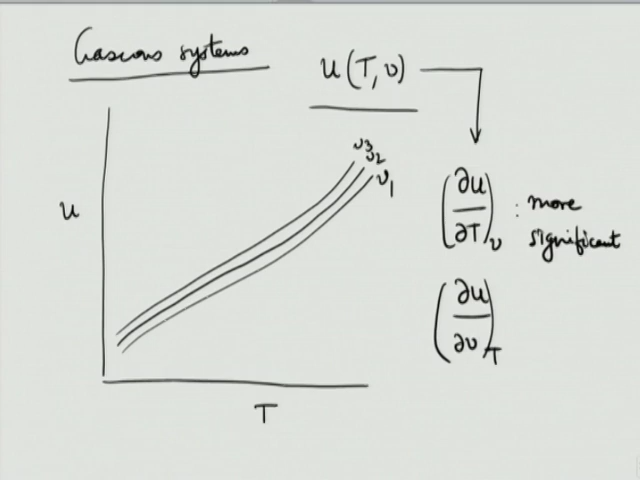 Gaseous systems
u(T, v)
v3
v2
v1
u
T
(∂u/∂T)v : more
significant
(∂u/∂v)T